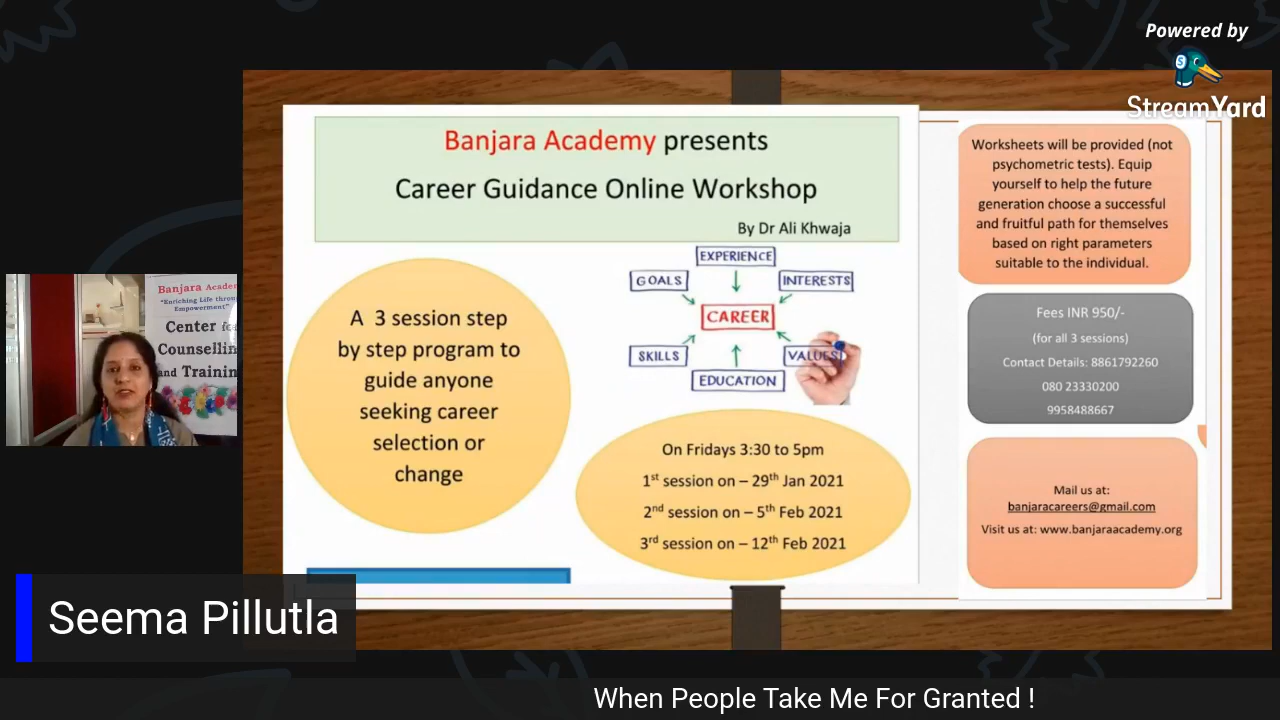 Powered by
StreamYard
Banjara Academy presents
Career Guidance Online Workshop
By Dr Ali Khwaja
A 3 session step
by step program to
guide anyone
seeking career
selection or
change
EXPERIENCE
GOALS
INTERESTS
CAREER
SKILLS
VALUES
EDUCATION
On Fridays 3:30 to 5pm
1st session on – 29th Jan 2021
2nd session on – 5th Feb 2021
3rd session on – 12th Feb 2021
Worksheets will be provided (not
psychometric tests). Equip
yourself to help the future
generation choose a successful
and fruitful path for themselves
based on right parameters
suitable to the individual.
Fees INR 950/-
(for all 3 sessions)
Contact Details: 8861792260
080 23330200
9958488667
Mail us at:
banjaracareers@gmail.com
Visit us at: www.banjaraacademy.org
Banjara Academ
"Enriching Life throu
Empowerment"
Center fo
Counsellin
and Trainin
Seema Pillutla
When People Take Me For Granted !